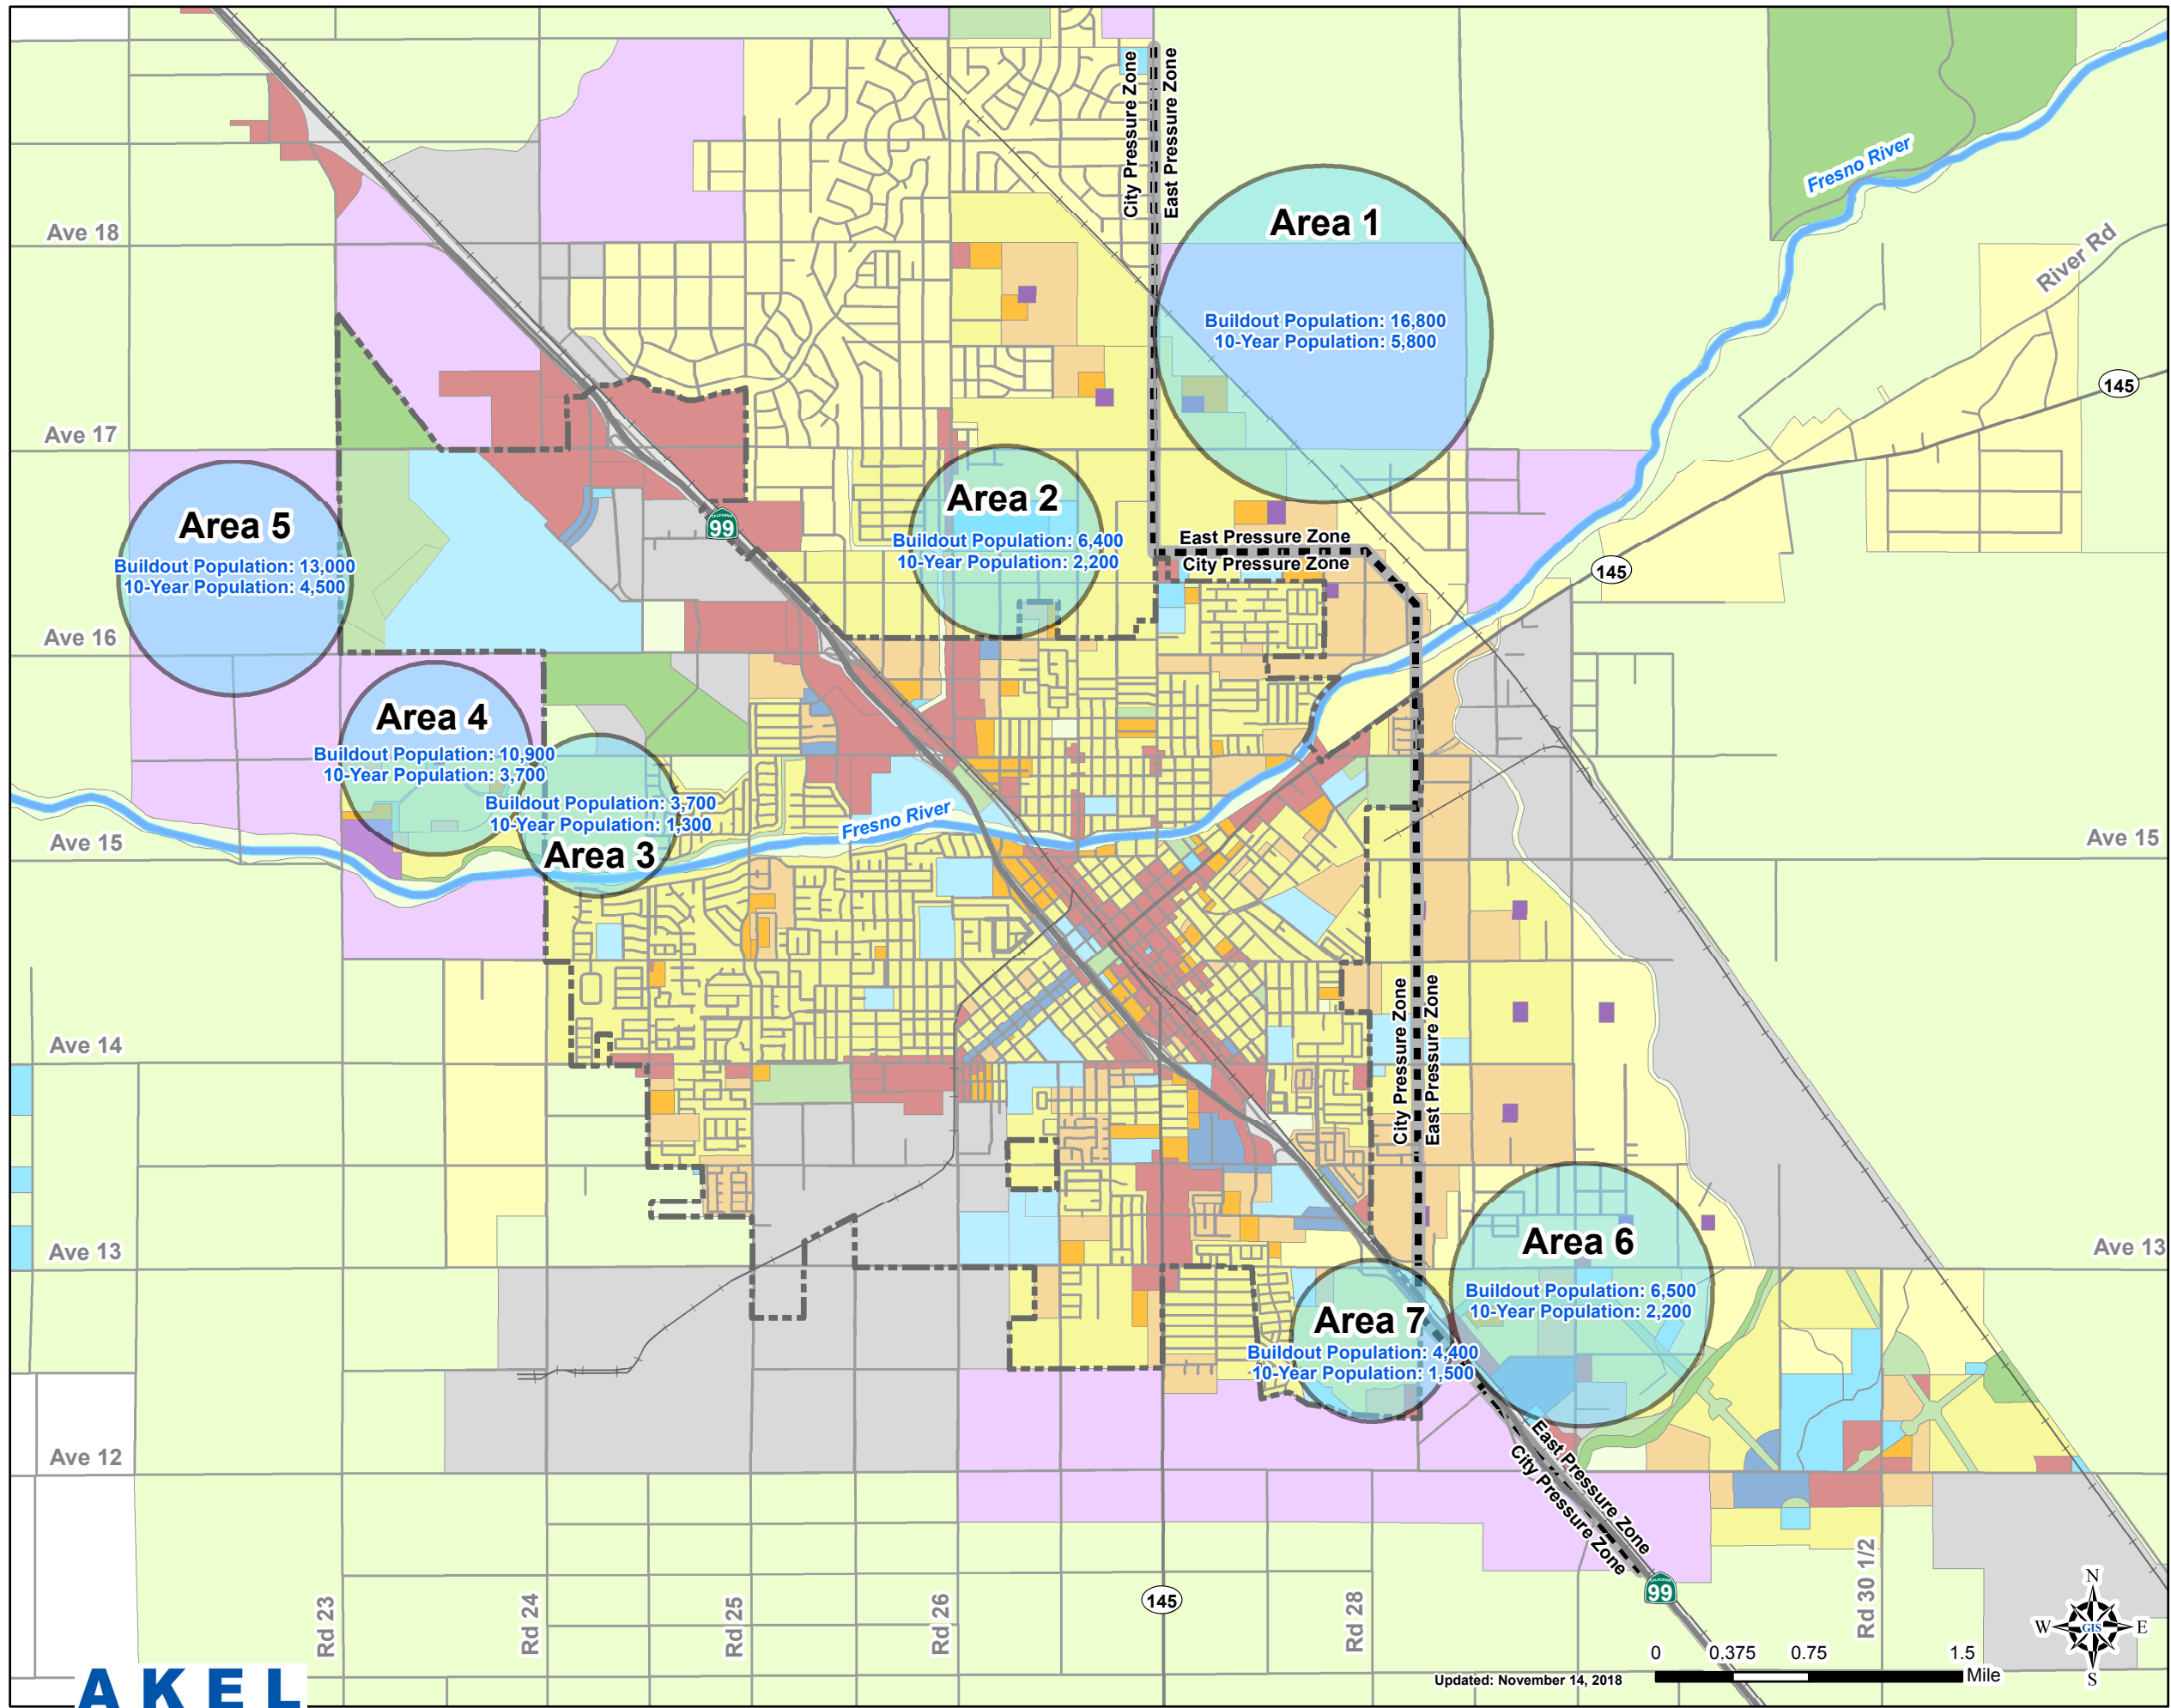 City Pressure Zone
East Pressure Zone
Fresno River
Area 1
Ave 18
River Rd
Buildout Population: 16,800
10-Year Population: 5,800
145
Ave 17
Area 2
Area 5
CALIFORNIA
99
East Pressure Zone
Buildout Population: 6,400
10-Year Population: 2,200
City Pressure Zone
Buildout Population: 13,000
10-Year Population: 4,500
145
Ave 16
Area 4
Buildout Population: 10,900
10-Year Population: 3,700
Buildout Population: 3,700
10-Year Population: 1,300
Fresno River
Ave 15
Ave 15
Area 3
City Pressure Zone
East Pressure Zone
Ave 14
Ave 13
Area 6
Ave 13
Buildout Population: 6,500
10-Year Population: 2,200
Area 7
Buildout Population: 4,400
10-Year Population: 1,500
Ave 12
East Pressure Zone
City Pressure Zone
CALIFORNIA
99
Rd 23
Rd 24
Rd 25
Rd 26
145
Rd 28
Rd 30 1/2
N
W
GIS
E
S
0
0.375
0.75
1.5
Mile
Updated: November 14, 2018
AKEL